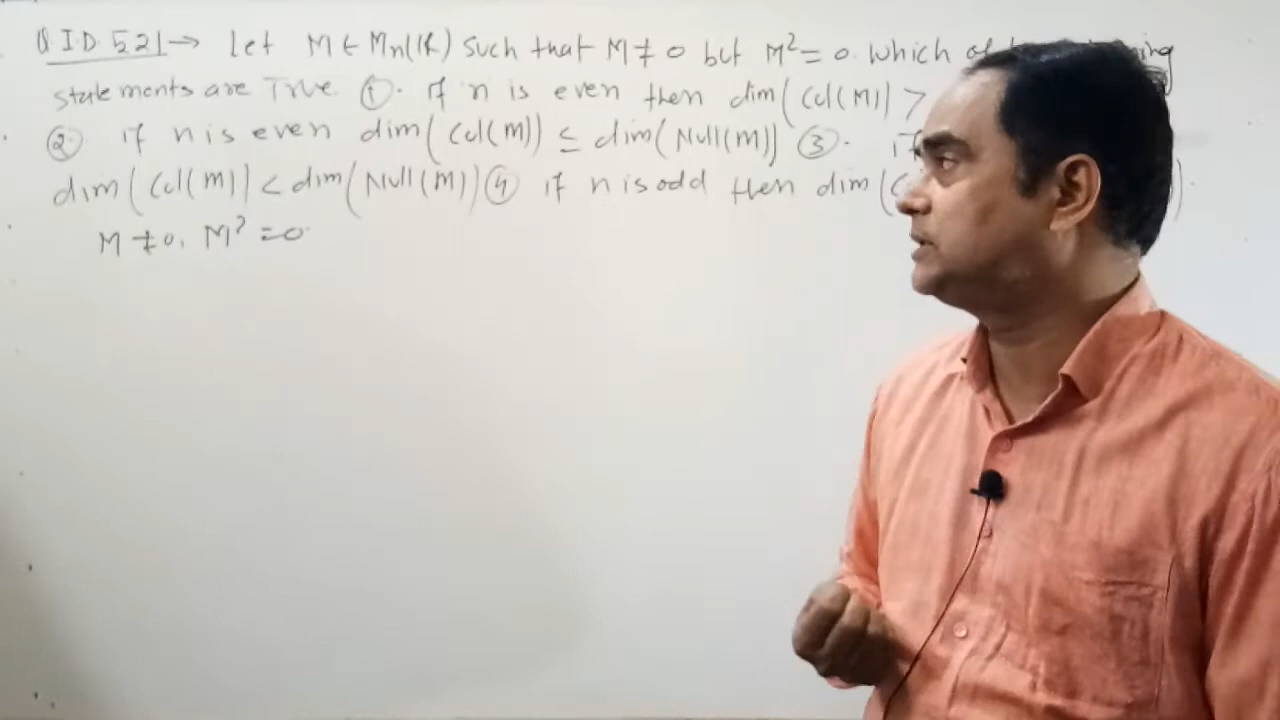 Q I.D. 521→ Let M ∈ Mn(IR) such that M ≠ 0 but M² = 0. which
statements are True ①. If n is even then dim(Col(M)) >
② if n is even dim(Col(M)) ≤ dim(Null(M)) ③. if
dim(Col(M)) < dim(Null(M)) ④ if n is odd then dim(
M ≠ 0, M² = 0